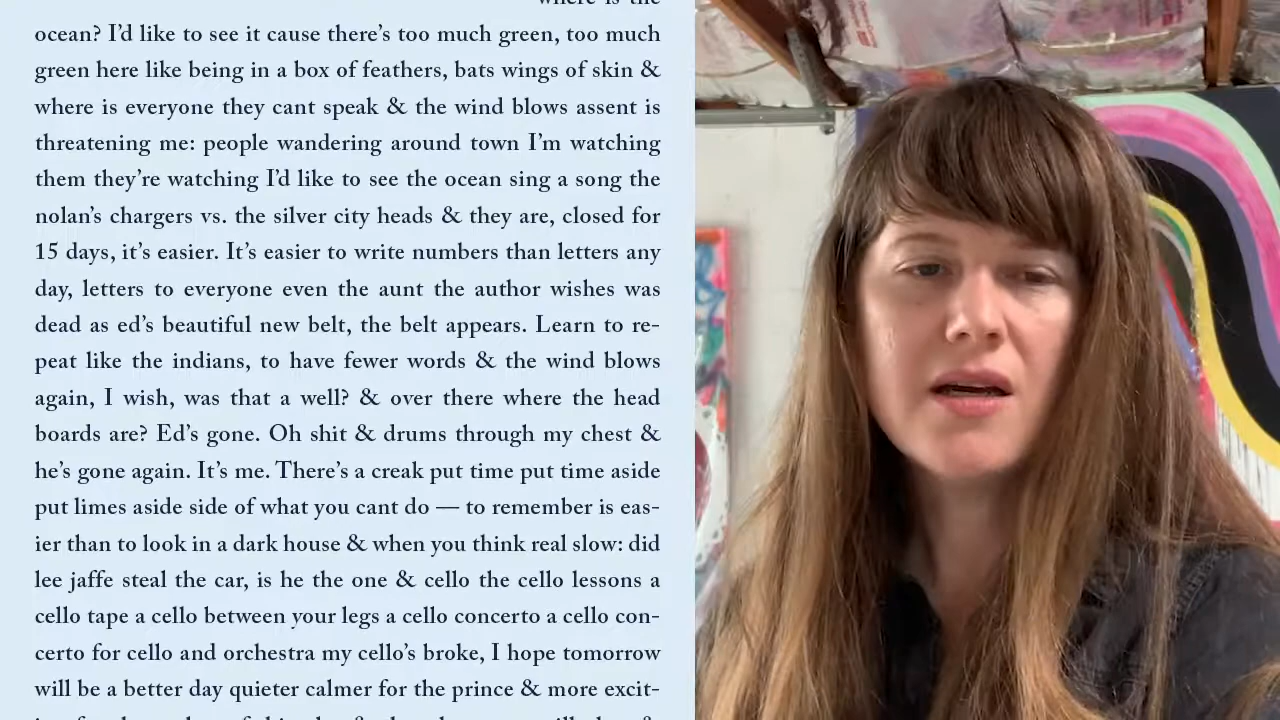 where is the
ocean? I’d like to see it cause there’s too much green, too much
green here like being in a box of feathers, bats wings of skin &
where is everyone they cant speak & the wind blows assent is
threatening me: people wandering around town I’m watching
them they’re watching I’d like to see the ocean sing a song the
nolan’s chargers vs. the silver city heads & they are, closed for
15 days, it’s easier. It’s easier to write numbers than letters any
day, letters to everyone even the aunt the author wishes was
dead as ed’s beautiful new belt, the belt appears. Learn to re-
peat like the indians, to have fewer words & the wind blows
again, I wish, was that a well? & over there where the head
boards are? Ed’s gone. Oh shit & drums through my chest &
he’s gone again. It’s me. There’s a creak put time put time aside
put limes aside side of what you cant do — to remember is eas-
ier than to look in a dark house & when you think real slow: did
lee jaffe steal the car, is he the one & cello the cello lessons a
cello tape a cello between your legs a cello concerto a cello con-
certo for cello and orchestra my cello’s broke, I hope tomorrow
will be a better day quieter calmer for the prince & more excit-